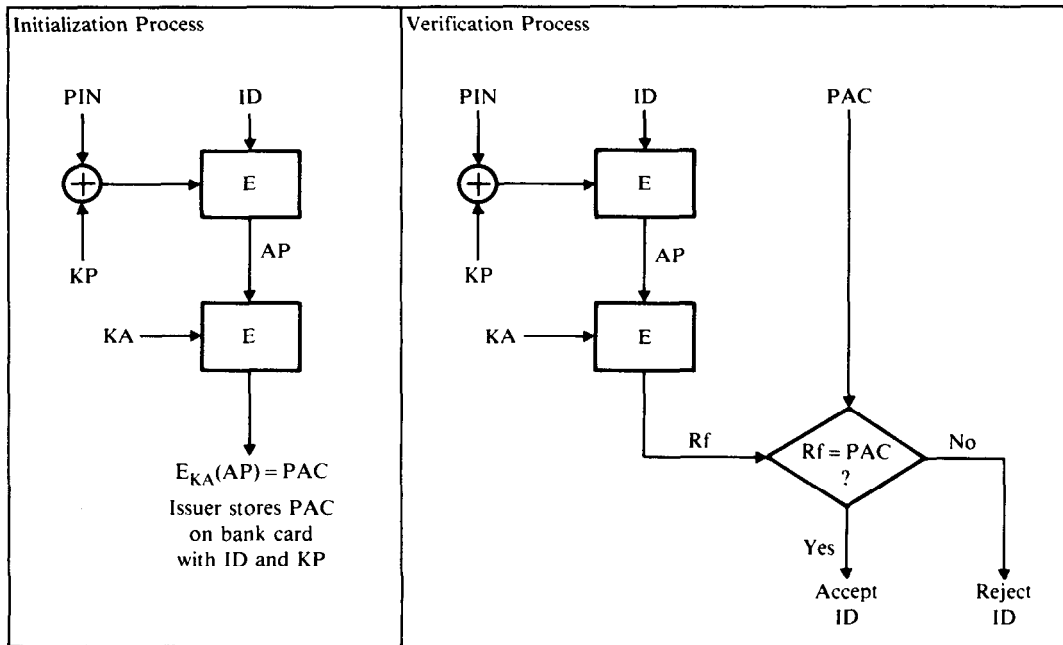 Initialization Process
PIN
ID
E
KP
AP
KA
E
E_KA(AP) = PAC
Issuer stores PAC
on bank card
with ID and KP
Verification Process
PIN
ID
PAC
E
KP
AP
KA
E
Rf
Rf = PAC
?
No
Yes
Accept
ID
Reject
ID